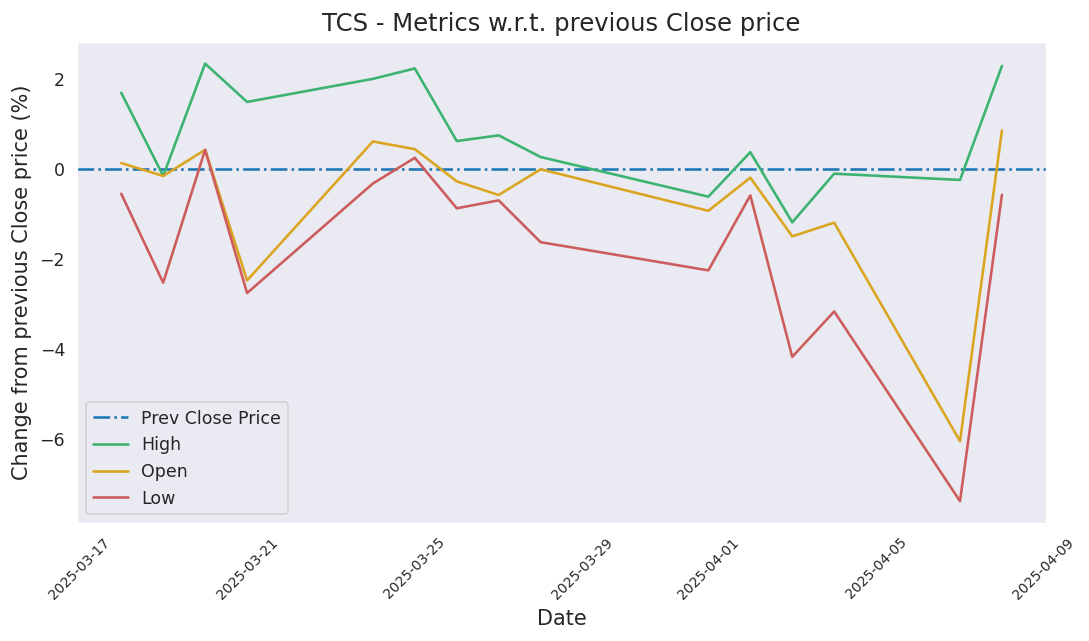 TCS - Metrics w.r.t. previous Close price
Change from previous Close price (%)
2
0
−2
−4
−6
Prev Close Price
High
Open
Low
2025-03-17
2025-03-21
2025-03-25
2025-03-29
2025-04-01
2025-04-05
2025-04-09
Date